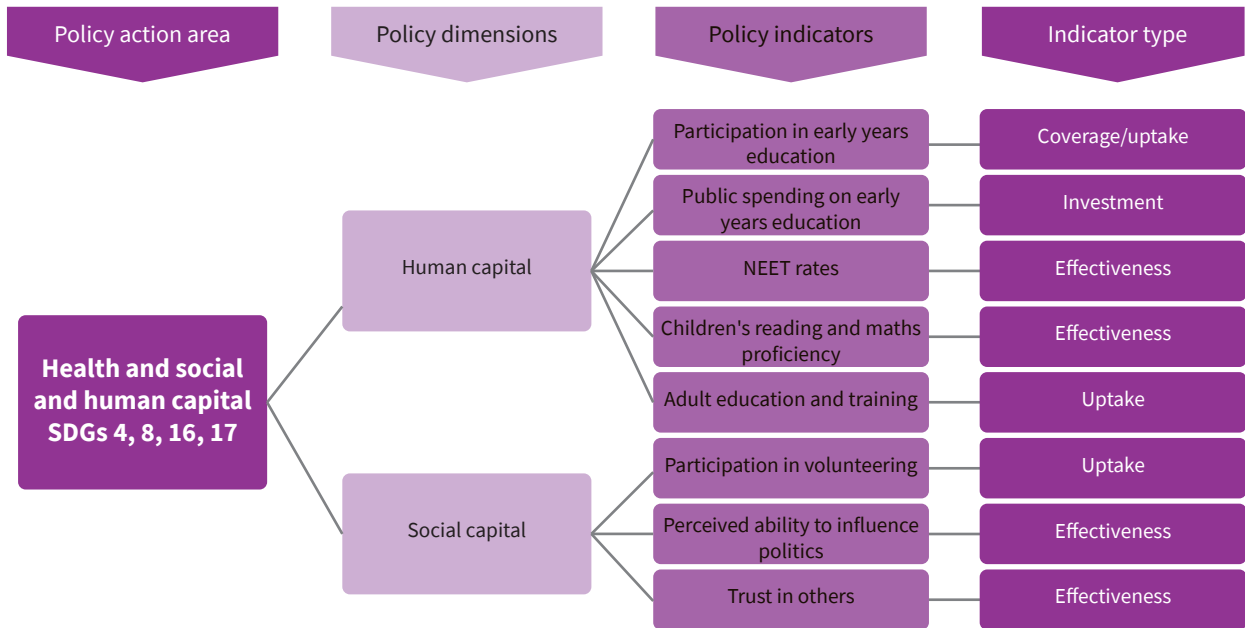 Policy action area
Policy dimensions
Policy indicators
Indicator type
Health and social
and human capital
SDGs 4, 8, 16, 17
Human capital
Participation in early years
education
Coverage/uptake
Public spending on early
years education
Investment
NEET rates
Effectiveness
Children's reading and maths
proficiency
Effectiveness
Adult education and training
Uptake
Social capital
Participation in volunteering
Uptake
Perceived ability to influence
politics
Effectiveness
Trust in others
Effectiveness